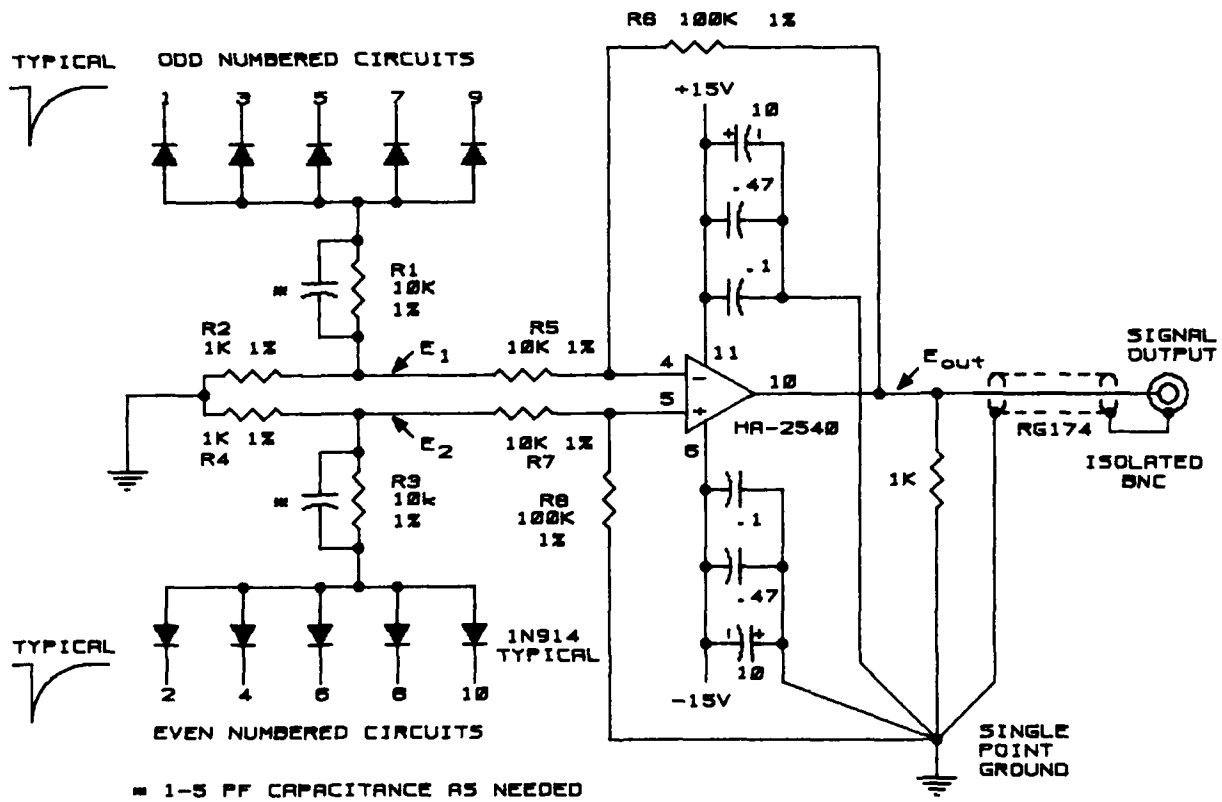 R6 100K 1%
TYPICAL
ODD NUMBERED CIRCUITS
1 3 5 7 9
+15V
10
+ -
.47
.1
*
R1
10K
1%
R2
1K 1%
E1
R5
10K 1%
4
11
-
10
Eout
SIGNAL
OUTPUT
5
+
HA-2540
RG174
ISOLATED
BNC
1K 1%
R4
E2
10K 1%
R7
6
*
R3
10k
1%
R8
100K
1%
1K
.1
.47
- +
10
-15V
TYPICAL
1N914
TYPICAL
2 4 6 8 10
EVEN NUMBERED CIRCUITS
SINGLE
POINT
GROUND
* 1-5 PF CAPACITANCE AS NEEDED